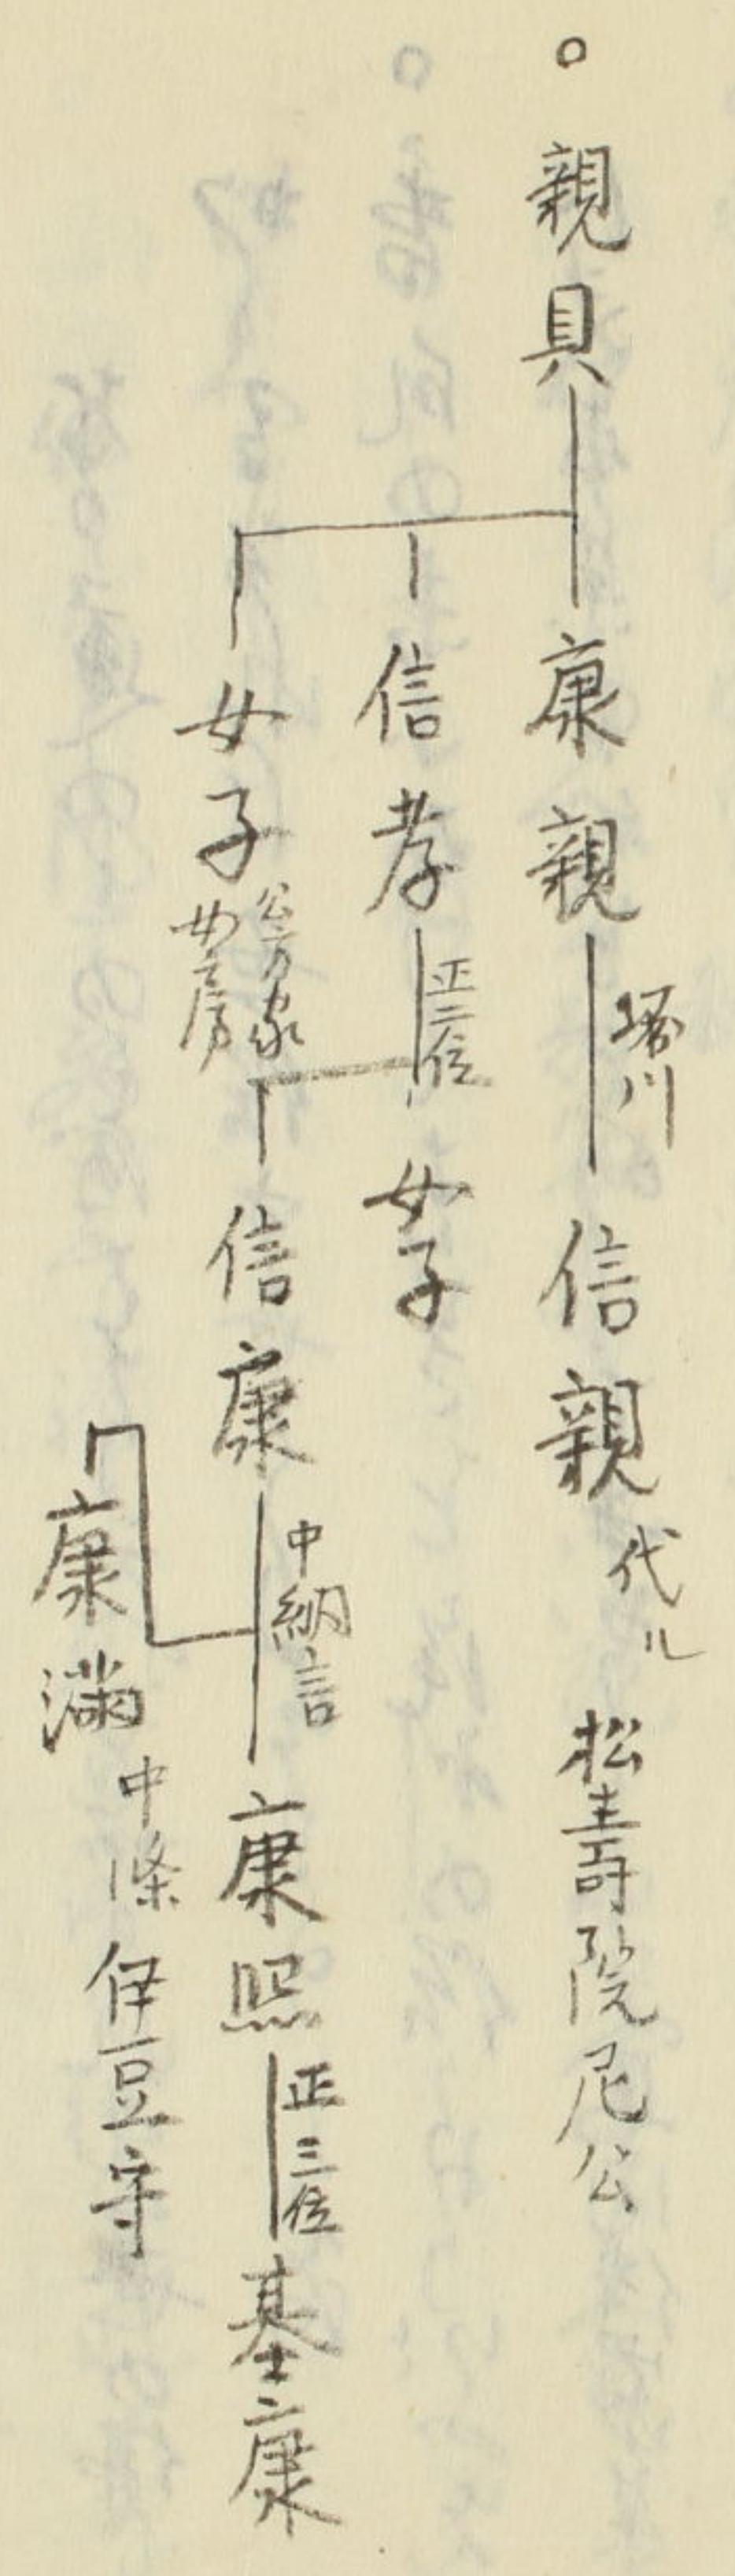 ○親具
康親
堀川
信親代ル
松壽院尼公
信孝
正二位
女子
女子
公方家
女房
信康
中納言
康照
正三位
基康
康満
中條伊豆守